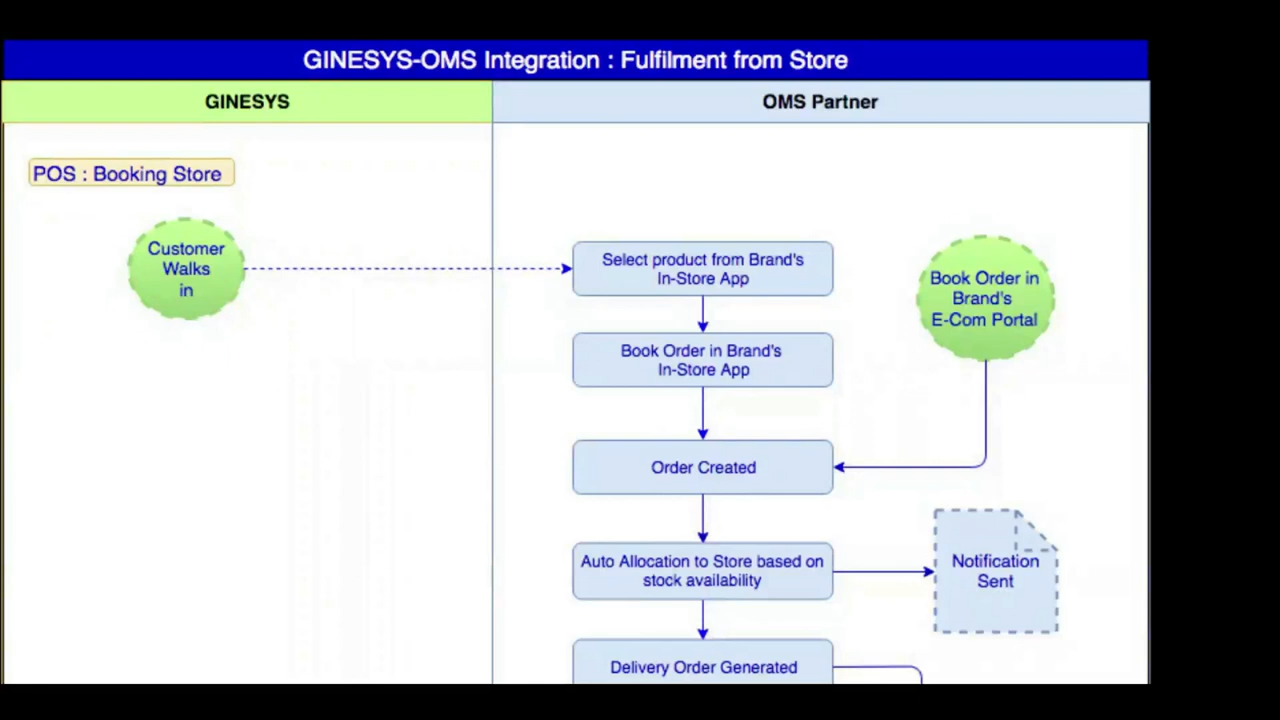 GINESYS-OMS Integration : Fulfilment from Store
GINESYS
OMS Partner
POS : Booking Store
Customer
Walks
in
Select product from Brand's
In-Store App
Book Order in
Brand's
E-Com Portal
Book Order in Brand's
In-Store App
Order Created
Auto Allocation to Store based on
stock availability
Notification
Sent
Delivery Order Generated